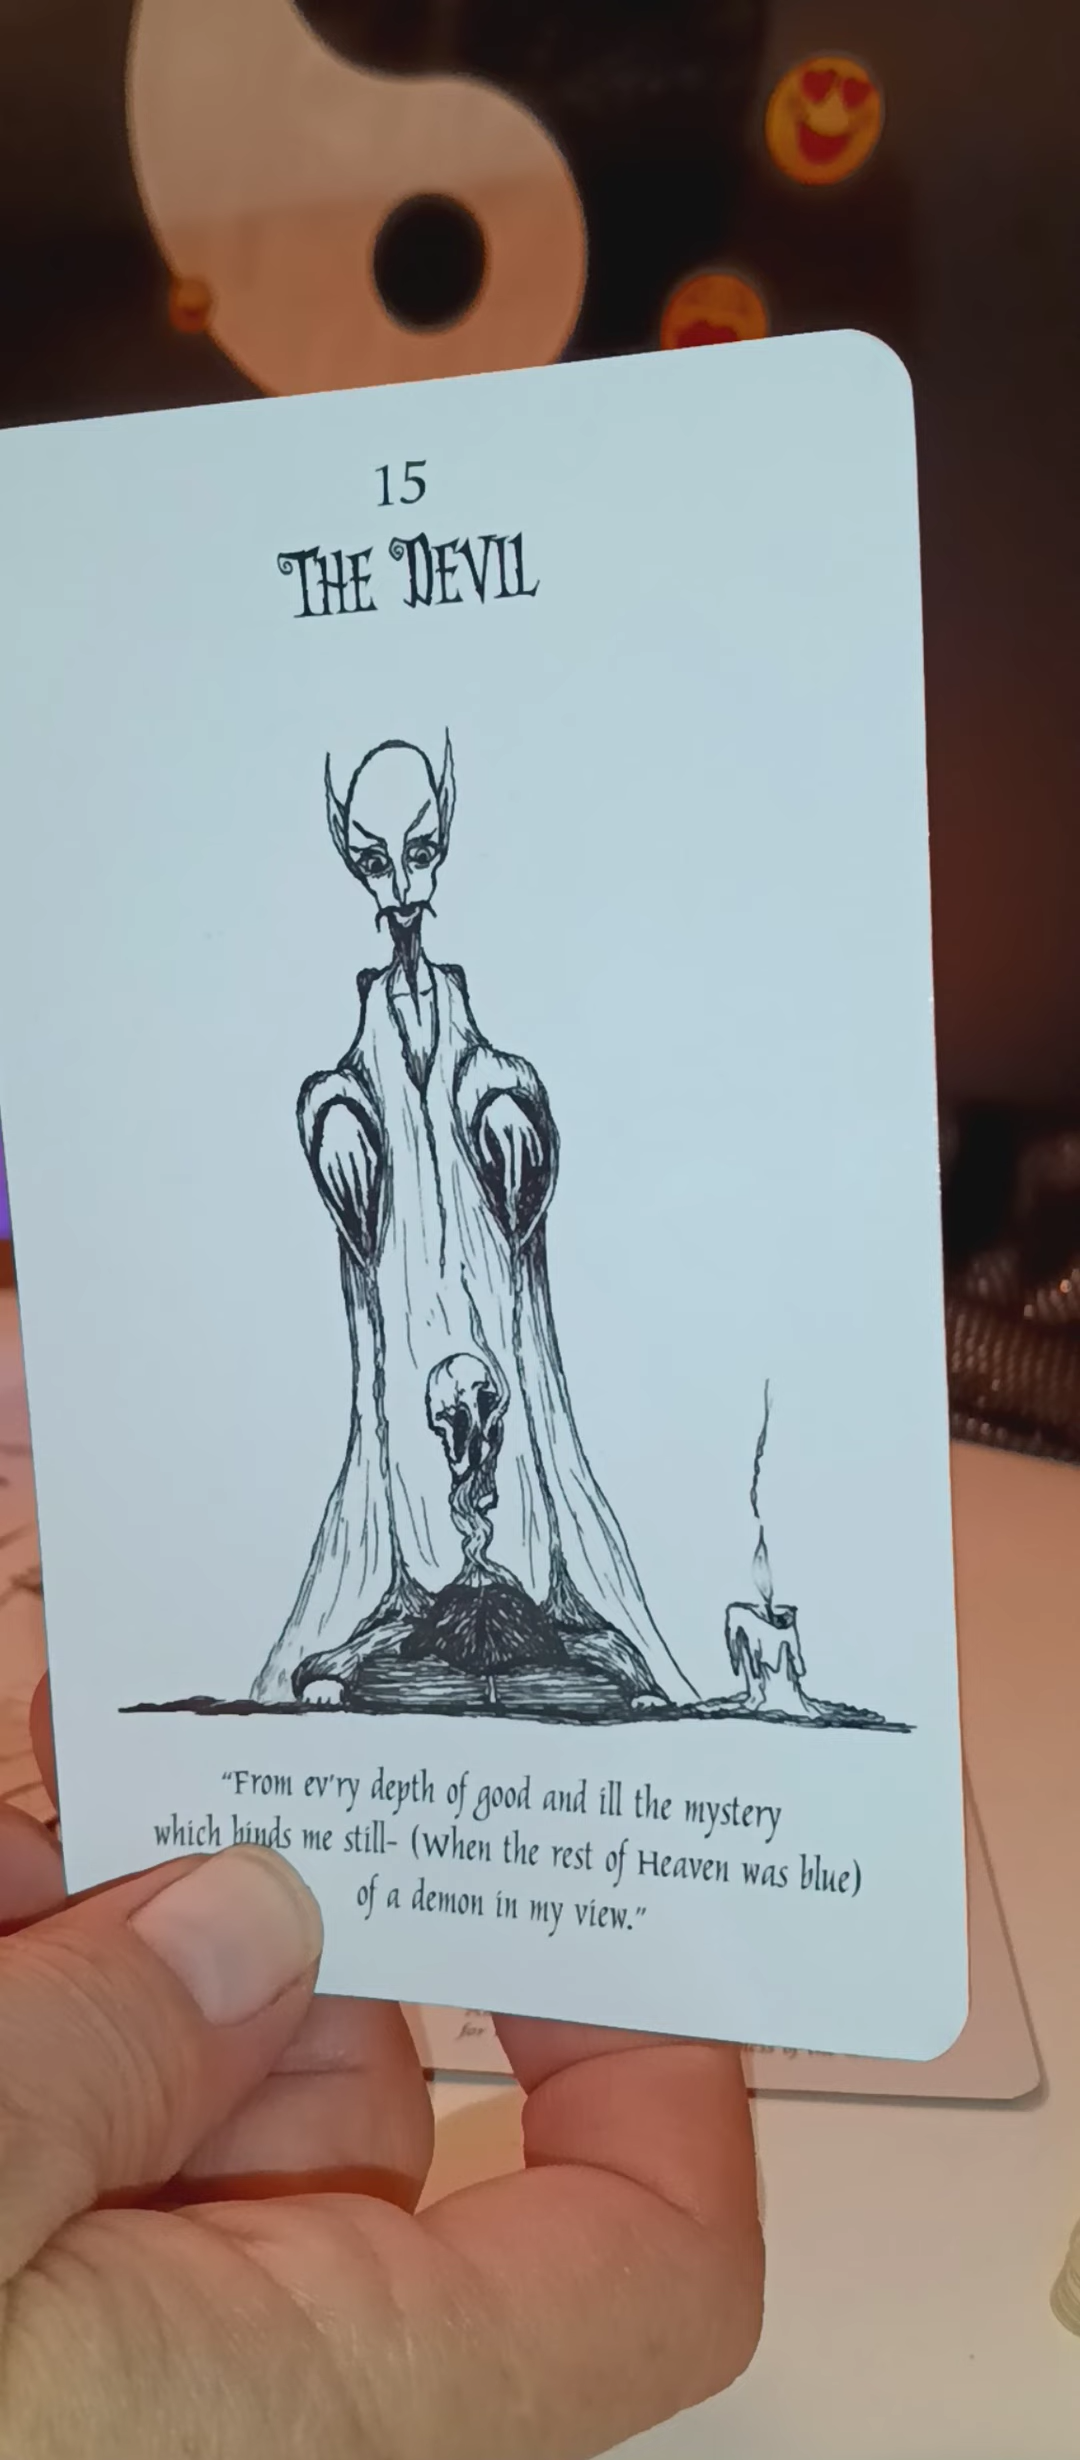 15
THE DEVIL
“From ev'ry depth of good and ill the mystery
which binds me still- (when the rest of Heaven was blue)
of a demon in my view.”
for